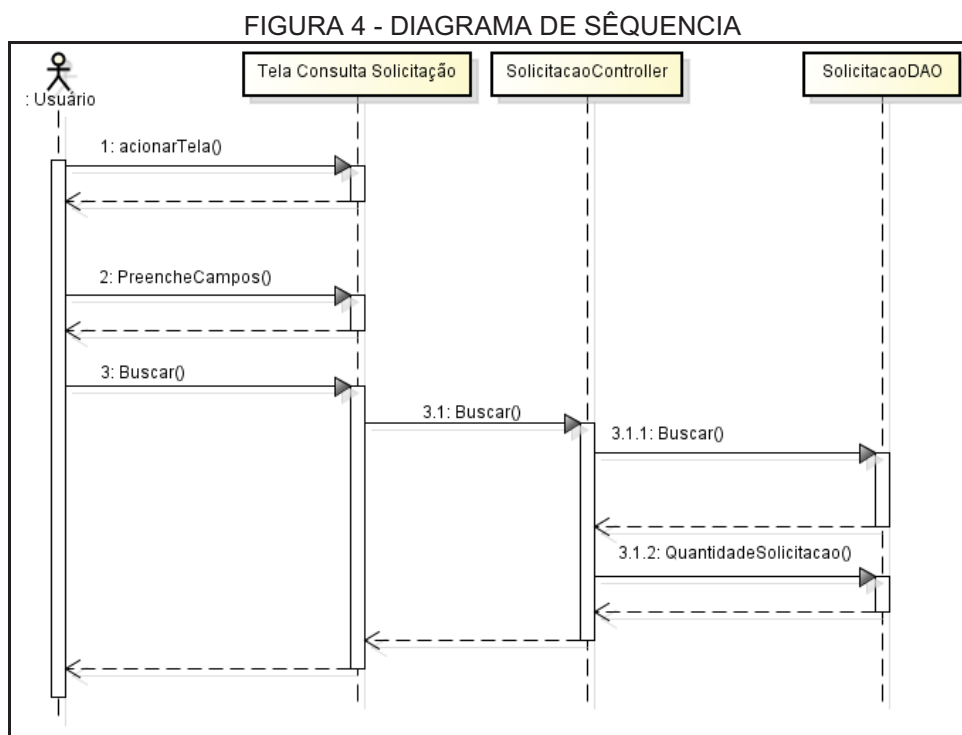 FIGURA 4 - DIAGRAMA DE SÊQUENCIA
: Usuário
Tela Consulta Solicitação
SolicitacaoController
SolicitacaoDAO
1: acionarTela()
2: PreencheCampos()
3: Buscar()
3.1: Buscar()
3.1.1: Buscar()
3.1.2: QuantidadeSolicitacao()